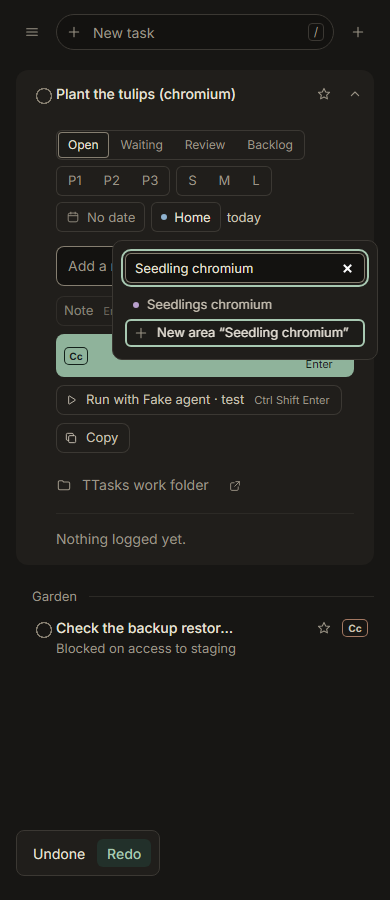 New task /
Plant the tulips (chromium)
Open Waiting Review Backlog
P1 P2 P3 S M L
No date Home today
Add a
Seedling chromium
Seedlings chromium
Note
New area “Seedling chromium”
Cc Enter
Run with Fake agent · test Ctrl Shift Enter
Copy
TTasks work folder
Nothing logged yet.
Garden
Check the backup restor... Cc
Blocked on access to staging
Undone Redo